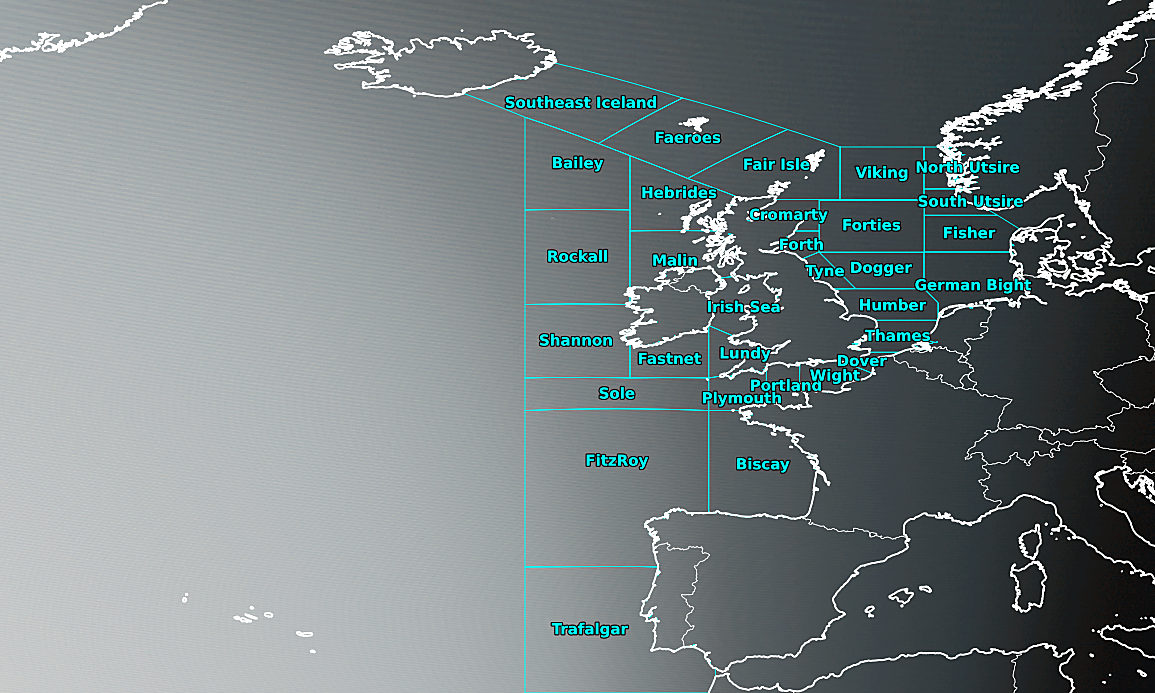 Southeast Iceland
Faeroes
Bailey
Fair Isle
Viking
North Utsire
Hebrides
South Utsire
Cromarty
Forties
Fisher
Forth
Rockall
Malin
Tyne
Dogger
German Bight
Irish Sea
Humber
Thames
Shannon
Fastnet
Lundy
Dover
Wight
Portland
Sole
Plymouth
FitzRoy
Biscay
Trafalgar